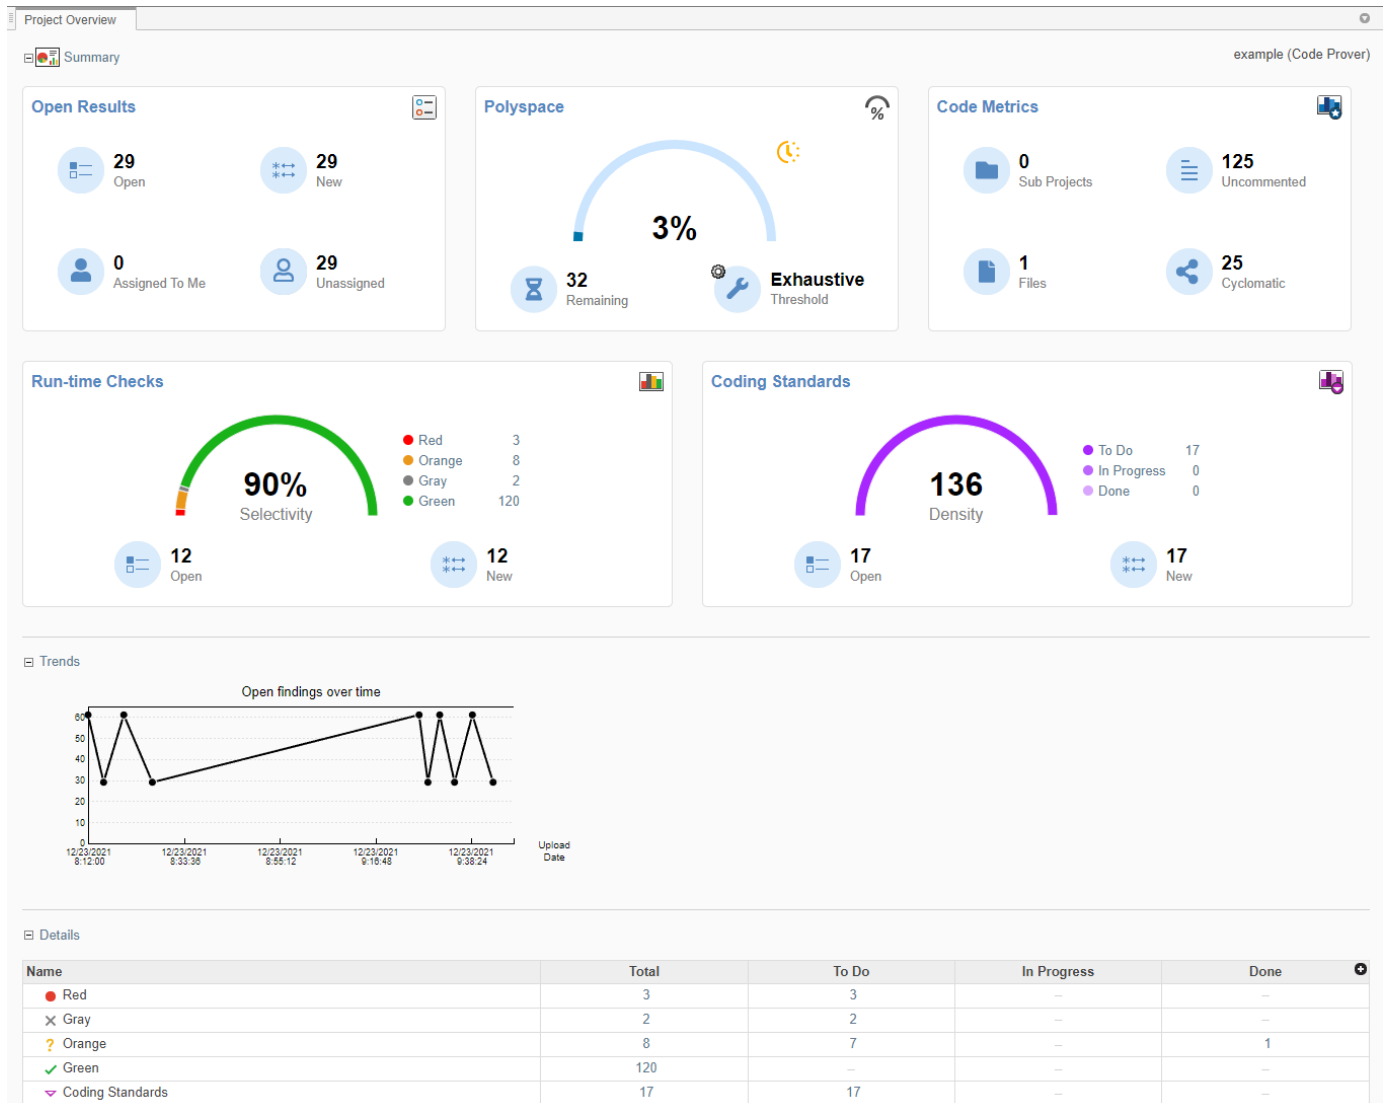 Project Overview
Summary
example (Code Prover)
Open Results
29
Open
29
New
0
Assigned To Me
29
Unassigned
Polyspace
%
3%
32
Remaining
Exhaustive
Threshold
Code Metrics
0
Sub Projects
125
Uncommented
1
Files
25
Cyclomatic
Run-time Checks
90%
Selectivity
Red 3
Orange 8
Gray 2
Green 120
12
Open
12
New
Coding Standards
136
Density
To Do 17
In Progress 0
Done 0
17
Open
17
New
Trends
Open findings over time
60
50
40
30
20
10
0
12/23/2021 12/23/2021 12/23/2021 12/23/2021 12/23/2021
8:12:00 8:33:36 8:55:12 9:16:48 9:38:24
Upload
Date
Details
Name Total To Do In Progress Done
Red 3 3 – –
Gray 2 2 – –
Orange 8 7 – 1
Green 120 – – –
Coding Standards 17 17 – –